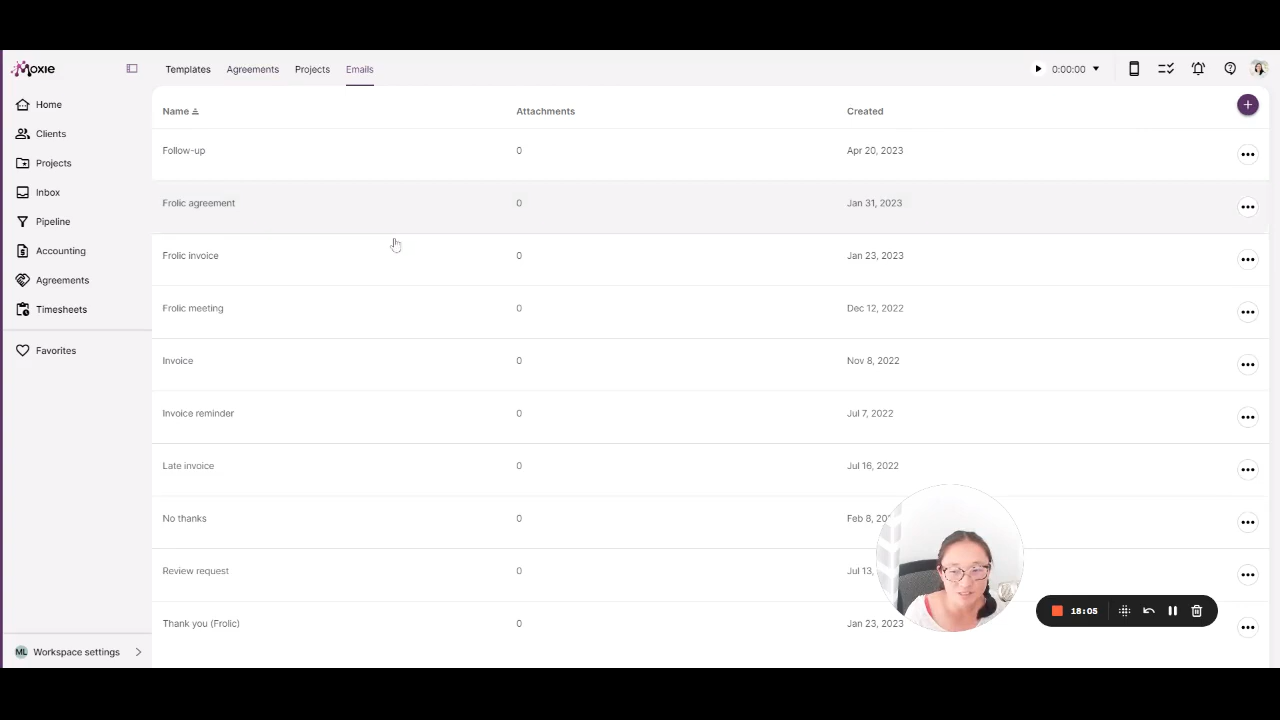 Moxie
Templates Agreements Projects Emails
0:00:00
Home
Clients
Projects
Inbox
Pipeline
Accounting
Agreements
Timesheets
Favorites
ML Workspace settings
Name Attachments Created
Follow-up 0 Apr 20, 2023
Frolic agreement 0 Jan 31, 2023
Frolic invoice 0 Jan 23, 2023
Frolic meeting 0 Dec 12, 2022
Invoice 0 Nov 8, 2022
Invoice reminder 0 Jul 7, 2022
Late invoice 0 Jul 16, 2022
No thanks 0 Feb 8,
Review request 0 Jul 13,
Thank you (Frolic) 0 Jan 23, 2023
18:05